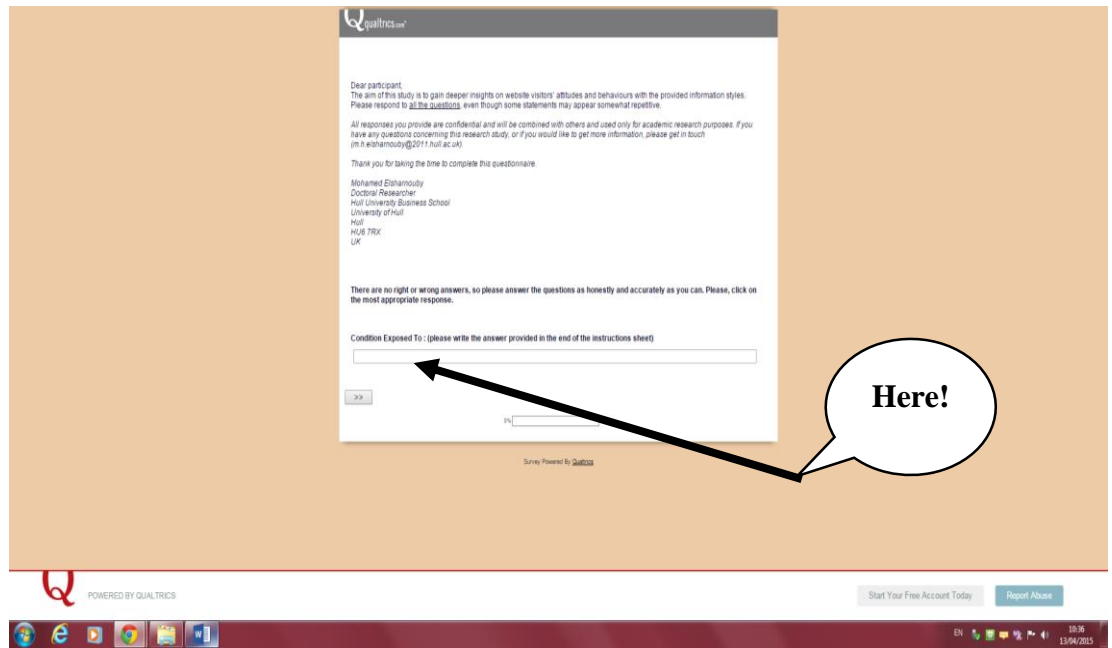 Qualtrics.com
Dear participant,
The aim of this study is to gain deeper insights on website visitors' attitudes and behaviours with the provided information styles.
Please respond to all the questions, even though some statements may appear somewhat repetitive.
All responses you provide are confidential and will be combined with others and used only for academic research purposes. If you
have any questions concerning this research study, or if you would like to get more information, please get in touch
(m.h.elsharnouby@2011.hull.ac.uk).
Thank you for taking the time to complete this questionnaire.
Mohamed Elsharnouby
Doctoral Researcher
Hull University Business School
University of Hull
Hull
HU6 7RX
UK
There are no right or wrong answers, so please answer the questions as honestly and accurately as you can. Please, click on
the most appropriate response.
Condition Exposed To : (please write the answer provided in the end of the instructions sheet)
Here!
>>
0%
Survey Powered By Qualtrics
Q POWERED BY QUALTRICS
Start Your Free Account Today
Report Abuse
EN
10:36
13/04/2015